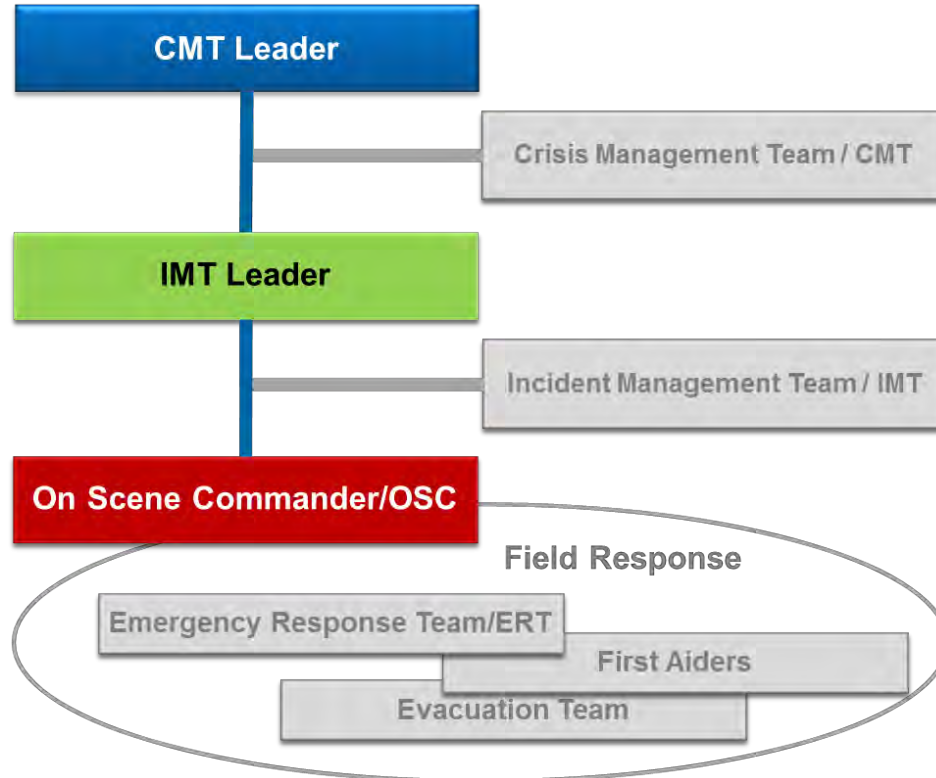 CMT Leader
Crisis Management Team / CMT
IMT Leader
Incident Management Team / IMT
On Scene Commander/OSC
Field Response
Emergency Response Team/ERT
First Aiders
Evacuation Team